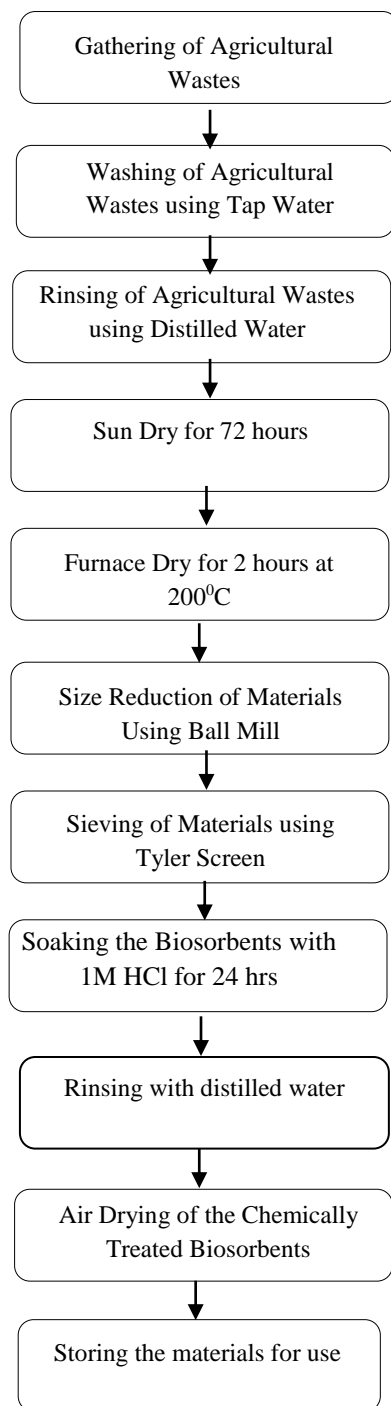 Gathering of Agricultural
Wastes
Washing of Agricultural
Wastes using Tap Water
Rinsing of Agricultural Wastes
using Distilled Water
Sun Dry for 72 hours
Furnace Dry for 2 hours at
200⁰C
Size Reduction of Materials
Using Ball Mill
Sieving of Materials using
Tyler Screen
Soaking the Biosorbents with
1M HCl for 24 hrs
Rinsing with distilled water
Air Drying of the Chemically
Treated Biosorbents
Storing the materials for use